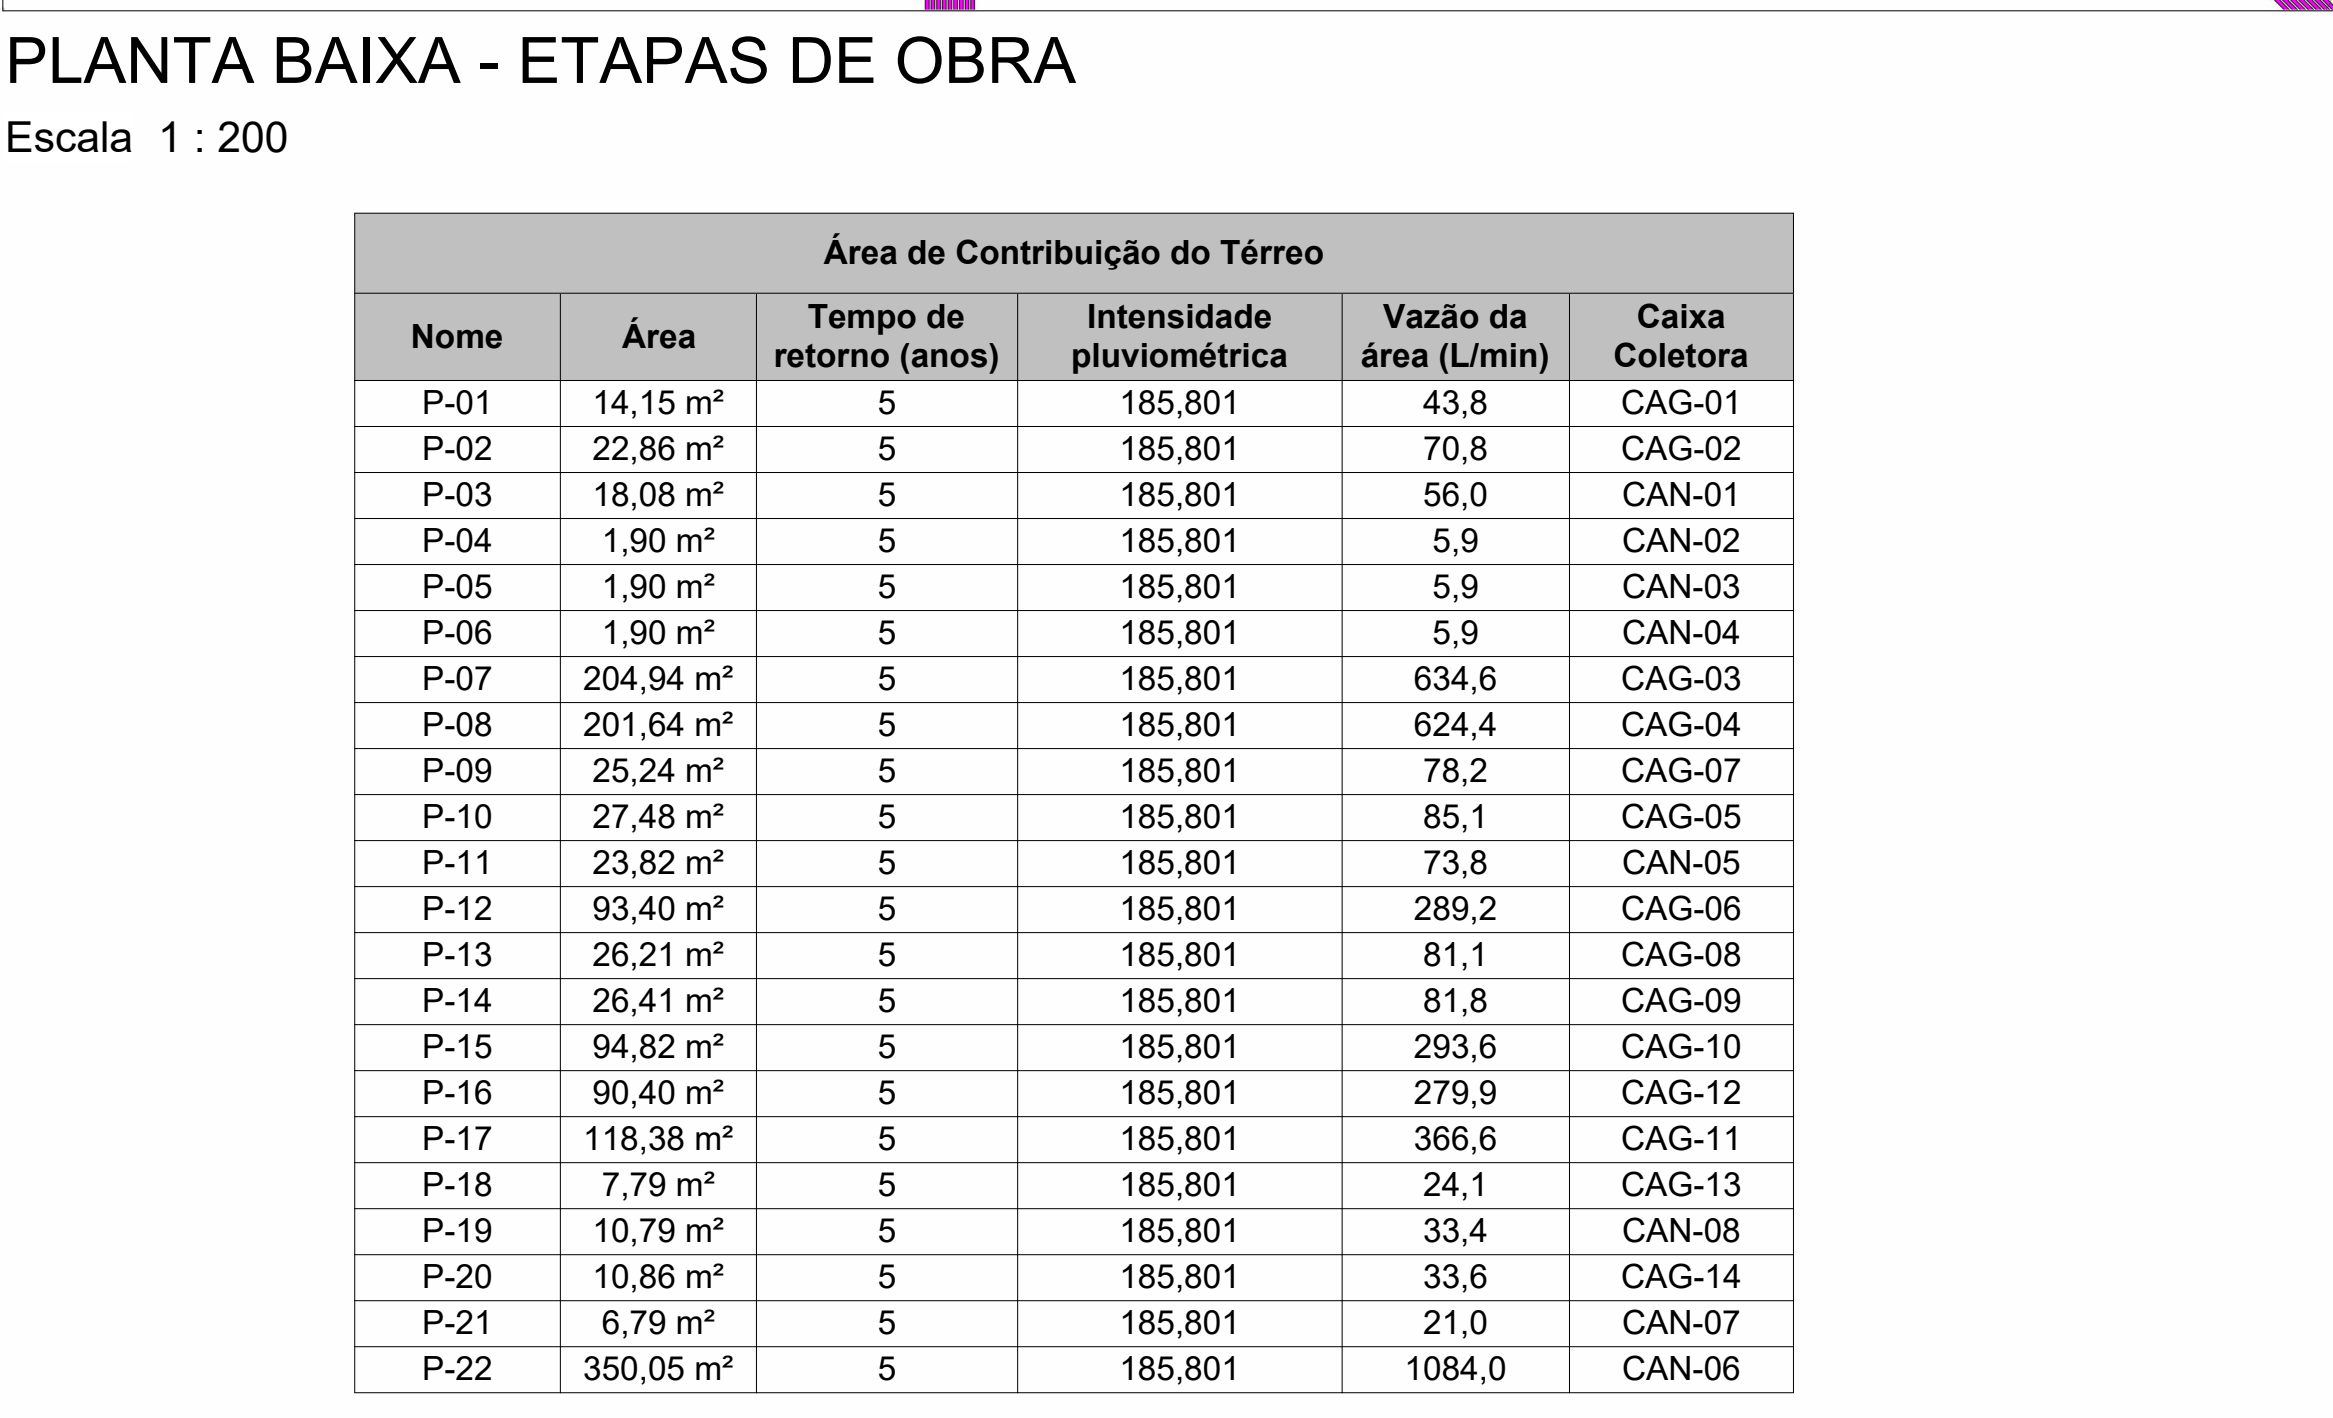 PLANTA BAIXA - ETAPAS DE OBRA
Escala 1 : 200
Área de Contribuição do Térreo
Nome Área Tempo de retorno (anos) Intensidade pluviométrica Vazão da área (L/min) Caixa Coletora
P-01 14,15 m² 5 185,801 43,8 CAG-01
P-02 22,86 m² 5 185,801 70,8 CAG-02
P-03 18,08 m² 5 185,801 56,0 CAN-01
P-04 1,90 m² 5 185,801 5,9 CAN-02
P-05 1,90 m² 5 185,801 5,9 CAN-03
P-06 1,90 m² 5 185,801 5,9 CAN-04
P-07 204,94 m² 5 185,801 634,6 CAG-03
P-08 201,64 m² 5 185,801 624,4 CAG-04
P-09 25,24 m² 5 185,801 78,2 CAG-07
P-10 27,48 m² 5 185,801 85,1 CAG-05
P-11 23,82 m² 5 185,801 73,8 CAN-05
P-12 93,40 m² 5 185,801 289,2 CAG-06
P-13 26,21 m² 5 185,801 81,1 CAG-08
P-14 26,41 m² 5 185,801 81,8 CAG-09
P-15 94,82 m² 5 185,801 293,6 CAG-10
P-16 90,40 m² 5 185,801 279,9 CAG-12
P-17 118,38 m² 5 185,801 366,6 CAG-11
P-18 7,79 m² 5 185,801 24,1 CAG-13
P-19 10,79 m² 5 185,801 33,4 CAN-08
P-20 10,86 m² 5 185,801 33,6 CAG-14
P-21 6,79 m² 5 185,801 21,0 CAN-07
P-22 350,05 m² 5 185,801 1084,0 CAN-06